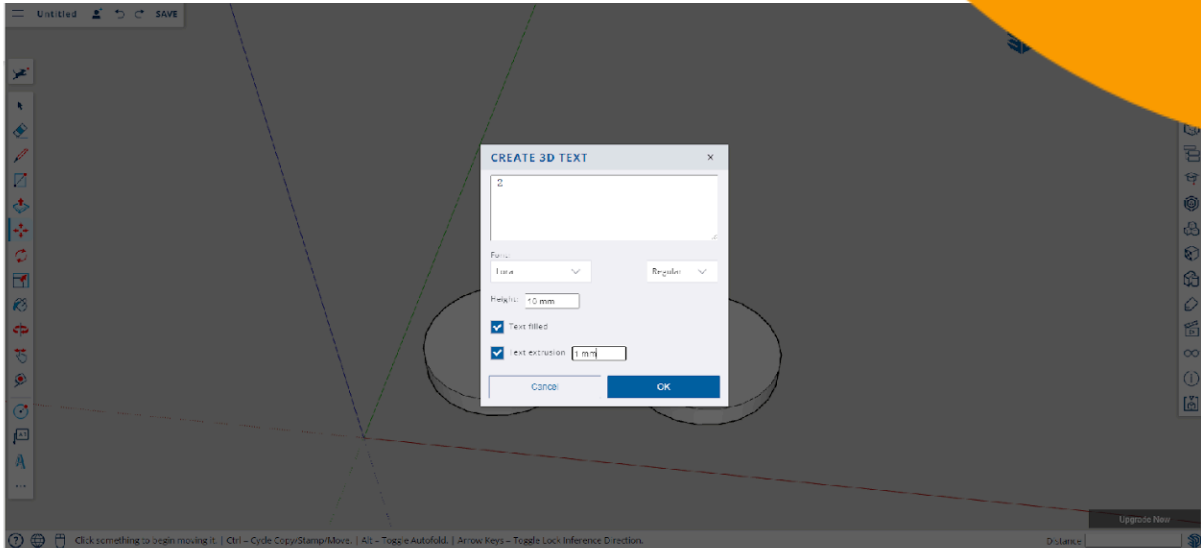 Untitled SAVE
CREATE 3D TEXT ×
2
Regular
Height: 10 mm
Text filled
Text extrusion 1 mm
Cancel OK
Upgrade Now
Click something to begin moving it. | Ctrl – Cycle Copy/Stamp/Move. | Alt – Toggle Autofold. | Arrow Keys – Toggle Lock Inference Direction. Distance